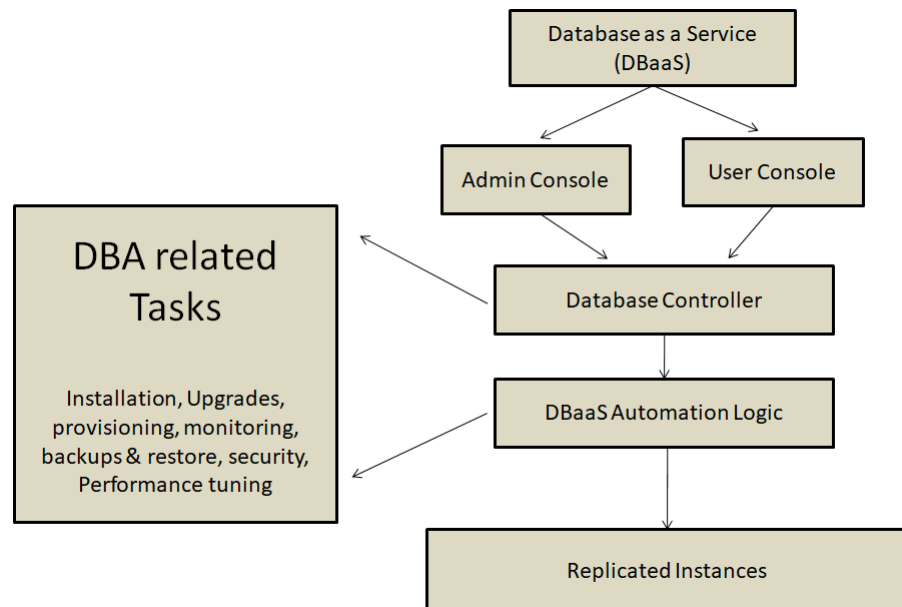 Database as a Service
(DBaaS)
Admin Console
User Console
DBA related
Tasks
Installation, Upgrades,
provisioning, monitoring,
backups & restore, security,
Performance tuning
Database Controller
DBaaS Automation Logic
Replicated Instances